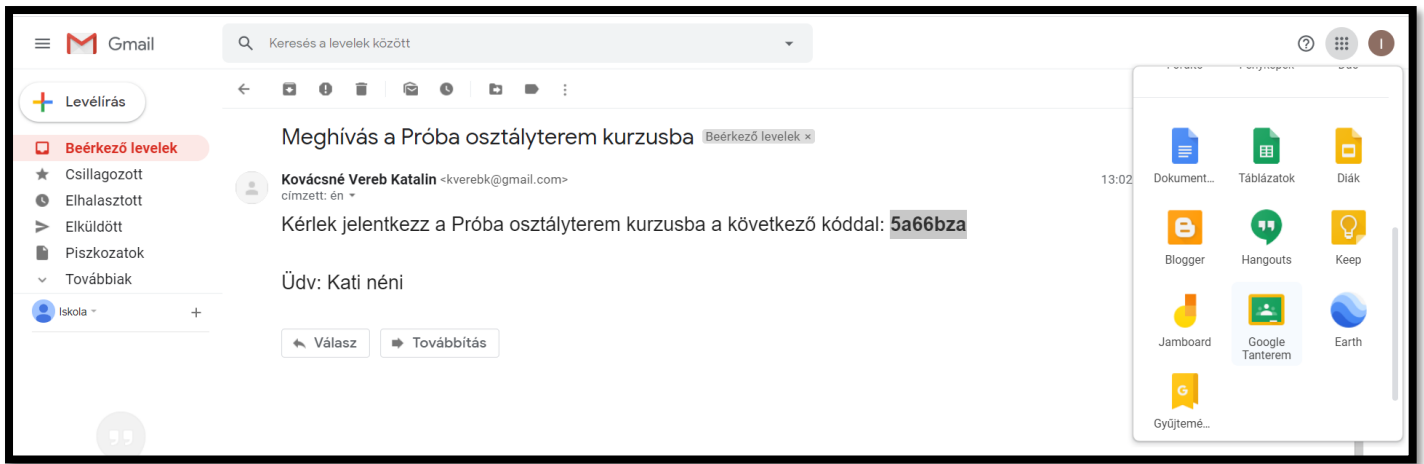 Gmail
Keresés a levelek között
I
Levélírás
Beérkező levelek
Csillagozott
Elhalasztott
Elküldött
Piszkozatok
Továbbiak
Iskola
Meghívás a Próba osztályterem kurzusba Beérkező levelek ×
Kovácsné Vereb Katalin <kverebk@gmail.com>
13:02
címzett: én
Kérlek jelentkezz a Próba osztályterem kurzusba a következő kóddal: 5a66bza
Üdv: Kati néni
Válasz
Továbbítás
Dokument...
Táblázatok
Diák
Blogger
Hangouts
Keep
Jamboard
Google
Tanterem
Earth
G
Gyűjtemé...